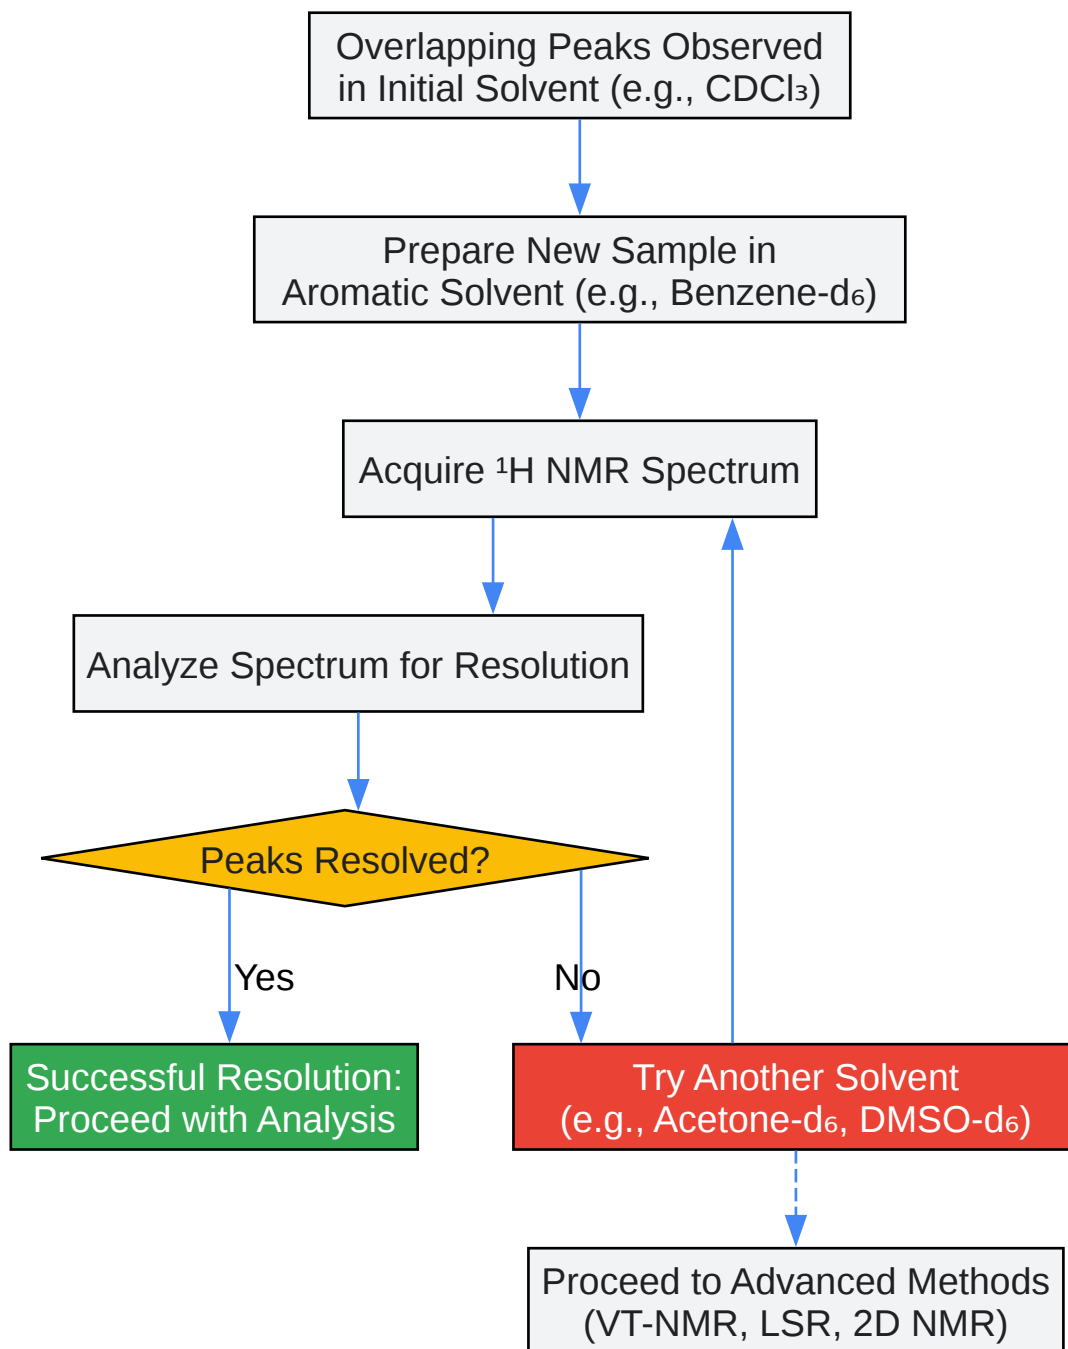 Overlapping Peaks Observed
in Initial Solvent (e.g., CDCl₃)
Prepare New Sample in
Aromatic Solvent (e.g., Benzene-d₆)
Acquire ¹H NMR Spectrum
Analyze Spectrum for Resolution
Peaks Resolved?
Yes
No
Successful Resolution:
Proceed with Analysis
Try Another Solvent
(e.g., Acetone-d₆, DMSO-d₆)
Proceed to Advanced Methods
(VT-NMR, LSR, 2D NMR)